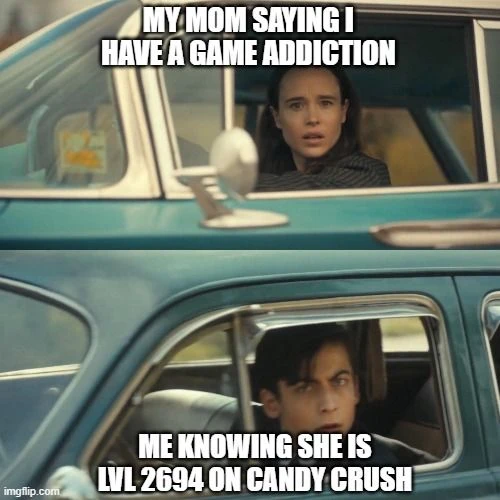 MY MOM SAYING I
HAVE A GAME ADDICTION
ME KNOWING SHE IS
LVL 2694 ON CANDY CRUSH
imgflip.com